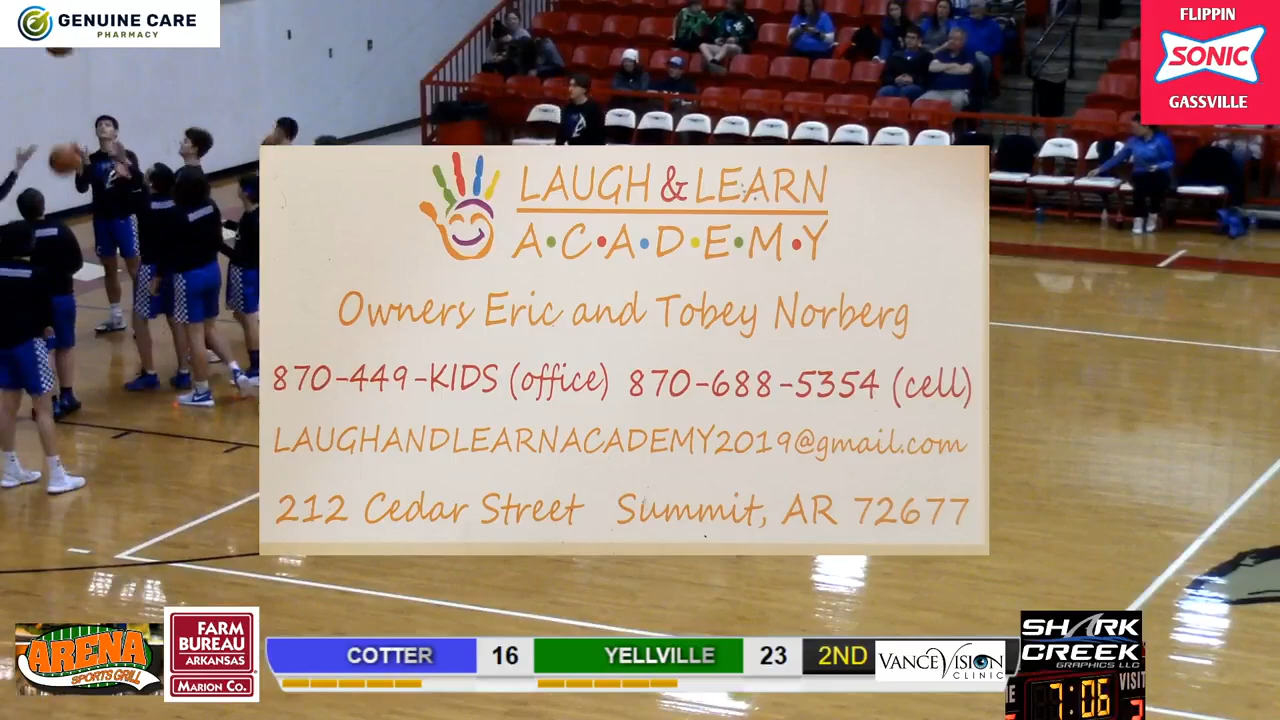 GENUINE CARE
PHARMACY
FLIPPIN
SONIC
GASSVILLE
LAUGH & LEARN
A•C•A•D•E•M•Y
Owners Eric and Tobey Norberg
870-449-KIDS (office) 870-688-5354 (cell)
LAUGHANDLEARNACADEMY2019@gmail.com
212 Cedar Street Summit, AR 72677
ARENA
SPORTS GRILL
FARM
BUREAU
ARKANSAS
MARION CO.
COTTER 16 YELLVILLE 23 2ND
VANCE VISION
CLINIC
SHARK
CREEK
GRAPHICS LLC
VISIT
7:06